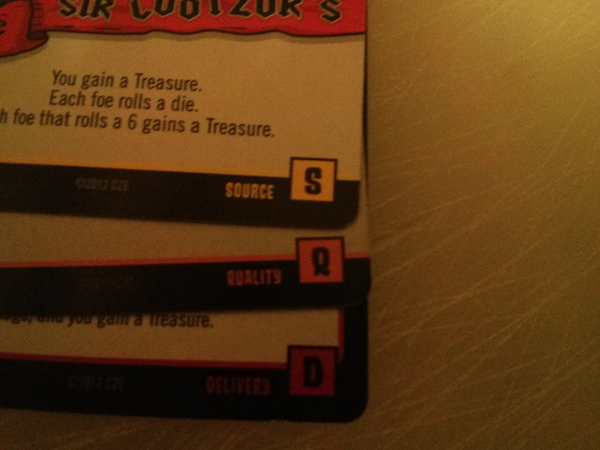 SIR LOOTZOR'S
You gain a Treasure.
Each foe rolls a die.
foe that rolls a 6 gains a Treasure.
©2012 CZE
SOURCE S
QUALITY Q
and you gain a Treasure.
©2012 CZE
DELIVERY D